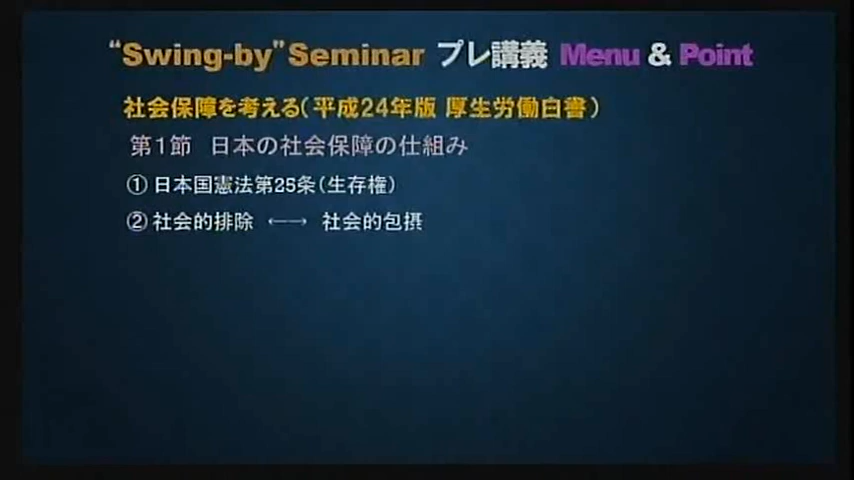 “Swing-by” Seminar プレ講義 Menu & Point
社会保障を考える(平成24年版 厚生労働白書)
第1節 日本の社会保障の仕組み
① 日本国憲法第25条(生存権)
② 社会的排除 ←→ 社会的包摂